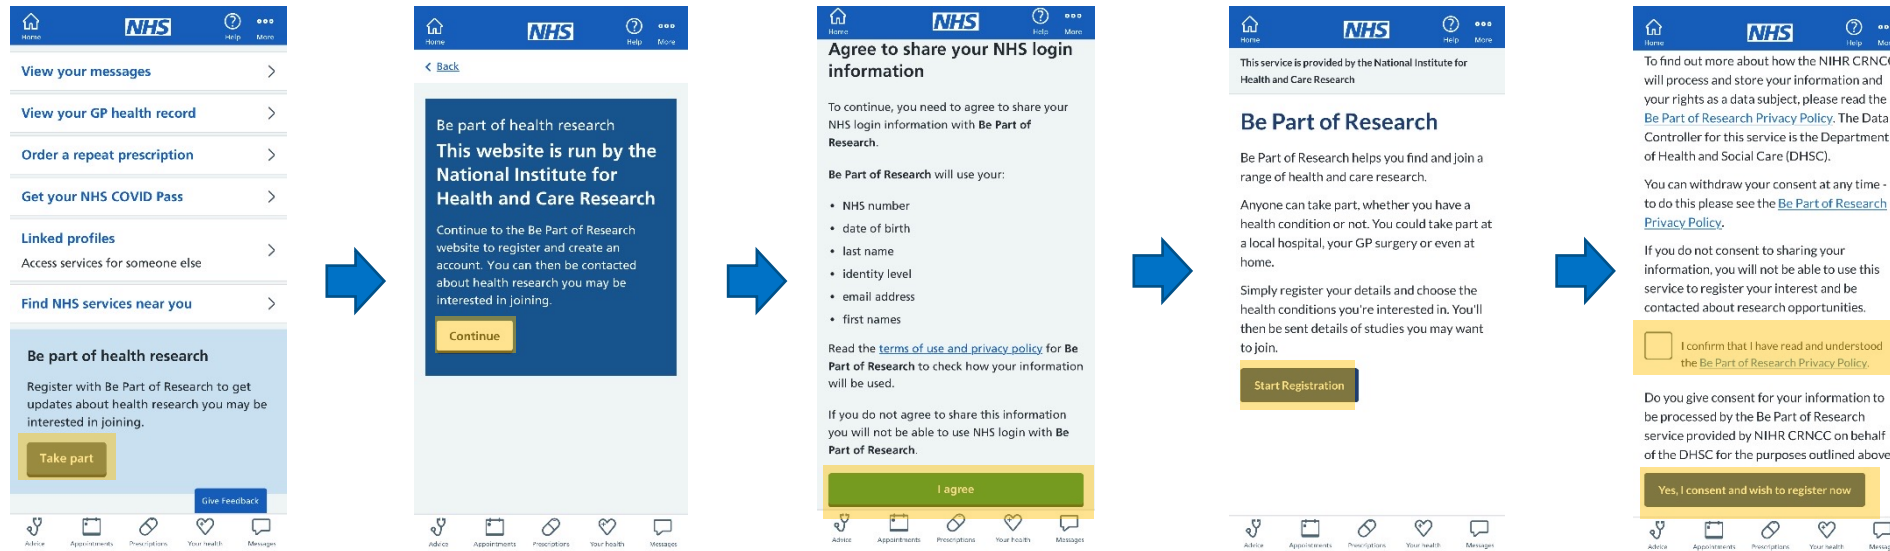 Home
NHS
Help
More
View your messages
View your GP health record
Order a repeat prescription
Get your NHS COVID Pass
Linked profiles
Access services for someone else
Find NHS services near you
Be part of health research
Register with Be Part of Research to get
updates about health research you may be
interested in joining.
Take part
Give Feedback
Advice
Appointments
Prescriptions
Your health
Messages
Home
NHS
Help
More
Back
Be part of health research
This website is run by the
National Institute for
Health and Care Research
Continue to the Be Part of Research
website to register and create an
account. You can then be contacted
about health research you may be
interested in joining.
Continue
Advice
Appointments
Prescriptions
Your health
Messages
Home
NHS
Help
More
Agree to share your NHS login
information
To continue, you need to agree to share your
NHS login information with Be Part of
Research.
Be Part of Research will use your:
• NHS number
• date of birth
• last name
• identity level
• email address
• first names
Read the terms of use and privacy policy for Be
Part of Research to check how your information
will be used.
If you do not agree to share this information
you will not be able to use NHS login with Be
Part of Research.
I agree
Advice
Appointments
Prescriptions
Your health
Messages
Home
NHS
Help
More
This service is provided by the National Institute for
Health and Care Research
Be Part of Research
Be Part of Research helps you find and join a
range of health and care research.
Anyone can take part, whether you have a
health condition or not. You could take part at
a local hospital, your GP surgery or even at
home.
Simply register your details and choose the
health conditions you're interested in. You'll
then be sent details of studies you may want
to join.
Start Registration
Advice
Appointments
Prescriptions
Your health
Messages
Home
NHS
Help
To find out more about how the NIHR CRNCC
will process and store your information and
your rights as a data subject, please read the
Be Part of Research Privacy Policy. The Data
Controller for this service is the Department
of Health and Social Care (DHSC).
You can withdraw your consent at any time -
to do this please see the Be Part of Research
Privacy Policy.
If you do not consent to sharing your
information, you will not be able to use this
service to register your interest and be
contacted about research opportunities.
I confirm that I have read and understood
the Be Part of Research Privacy Policy.
Do you give consent for your information to
be processed by the Be Part of Research
service provided by NIHR CRNCC on behalf
of the DHSC for the purposes outlined above
Yes, I consent and wish to register now
Advice
Appointments
Prescriptions
Your health